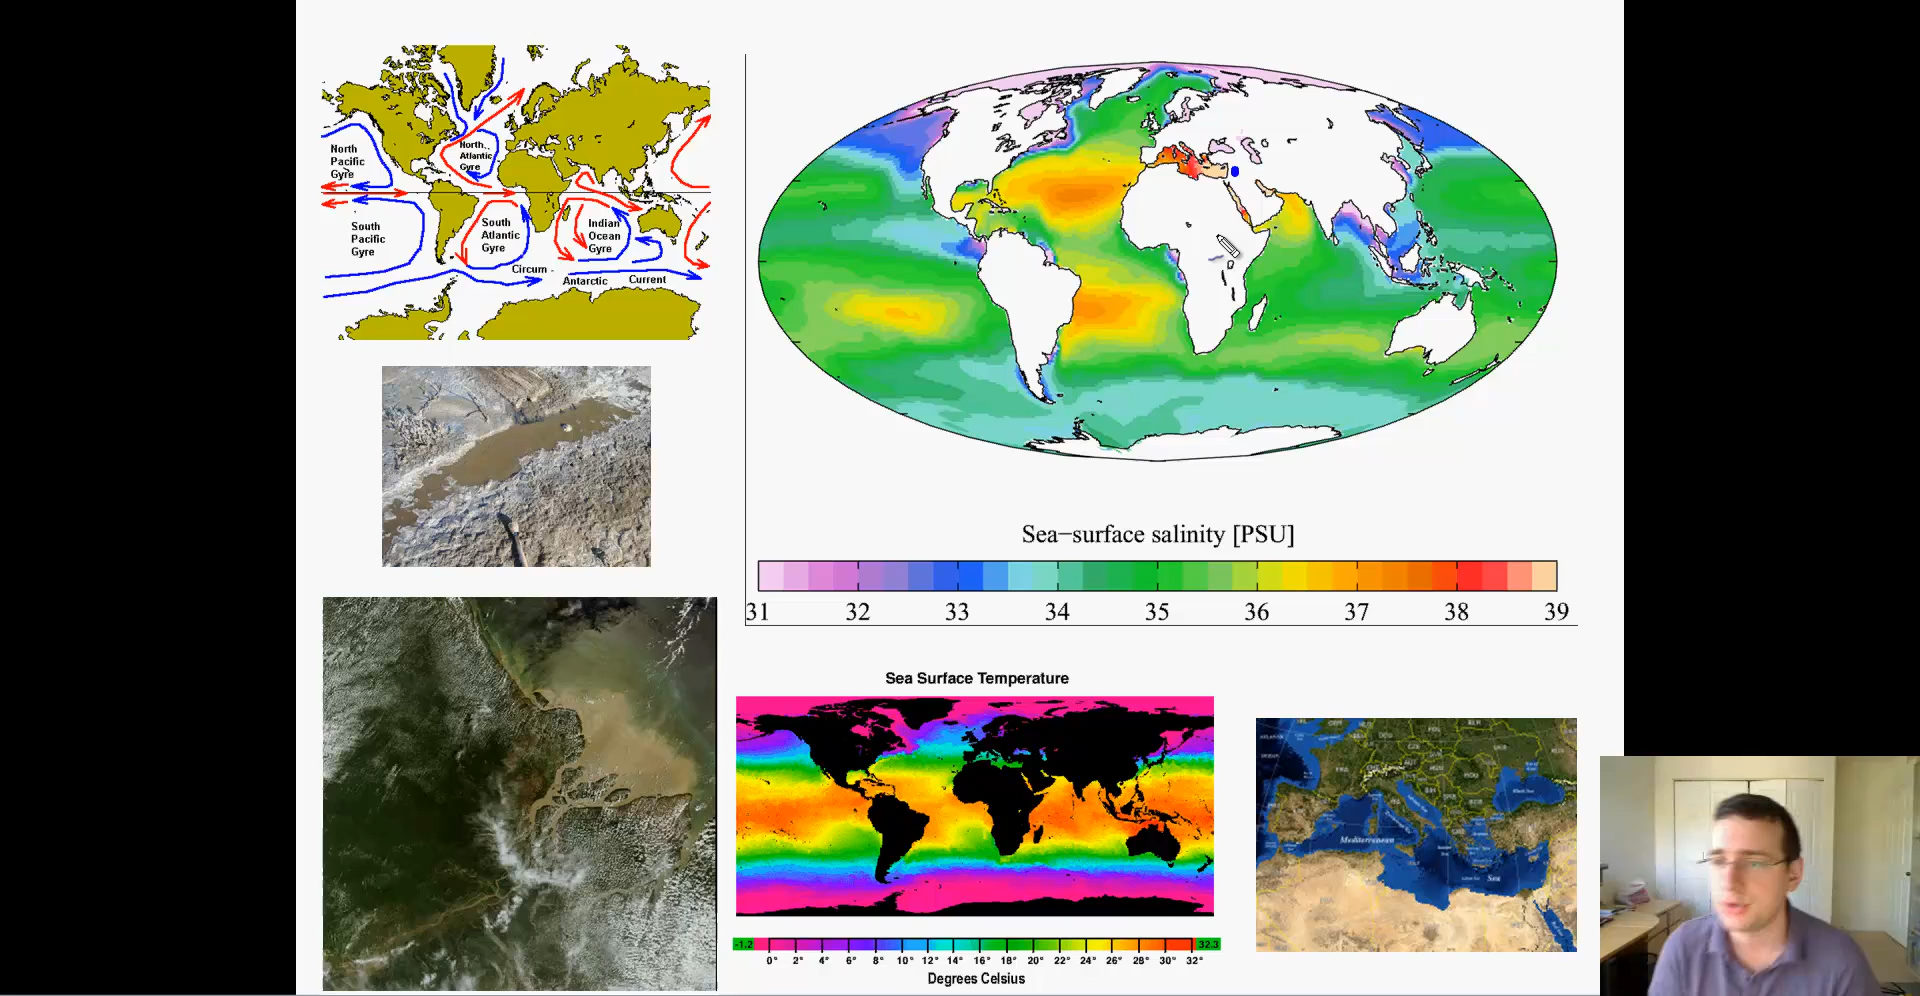 North
Pacific
Gyre
South
Pacific
Gyre
North
Atlantic
Gyre
South
Atlantic
Gyre
Indian
Ocean
Gyre
Circum -
Antarctic Current
Sea-surface salinity [PSU]
31 32 33 34 35 36 37 38 39
Sea Surface Temperature
-1.2 32.3
0° 2° 4° 6° 8° 10° 12° 14° 16° 18° 20° 22° 24° 26° 28° 30° 32°
Degrees Celsius
Mediterranean
Sea
Black Sea